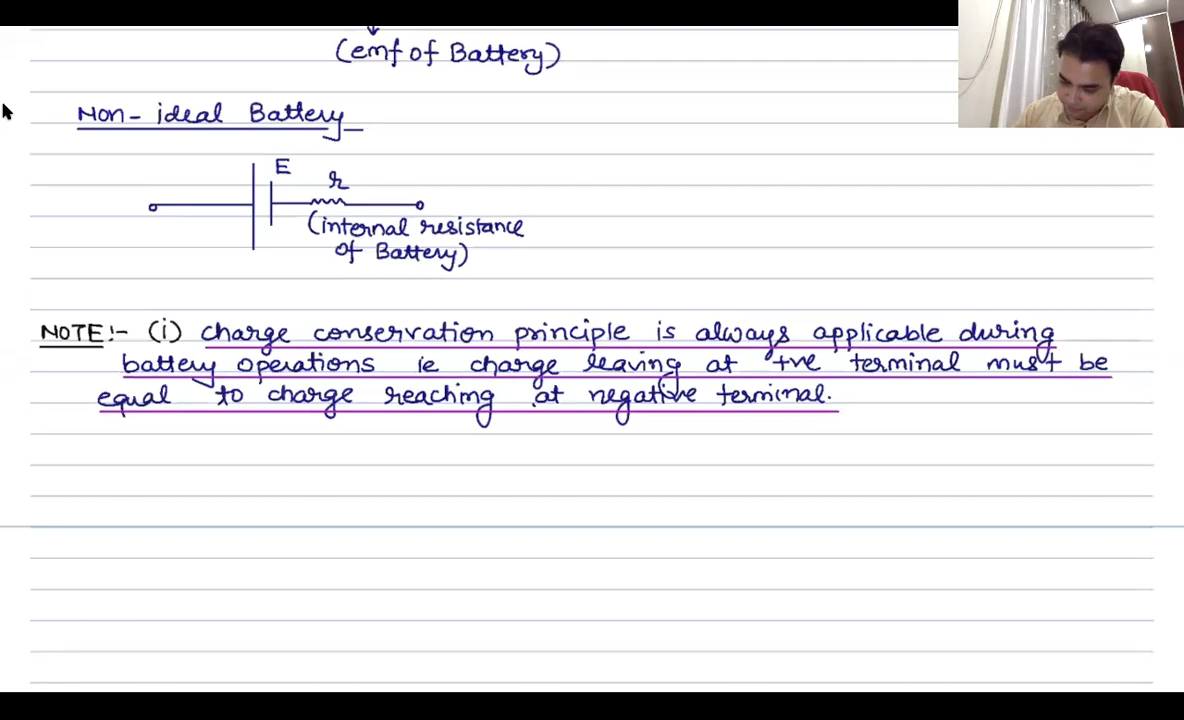 (emf of Battery)
Non-ideal Battery
E
r
(internal resistance
of Battery)
NOTE:- (i) charge conservation principle is always applicable during
battery operations ie charge leaving at +ve terminal must be
equal to charge reaching at negative terminal.